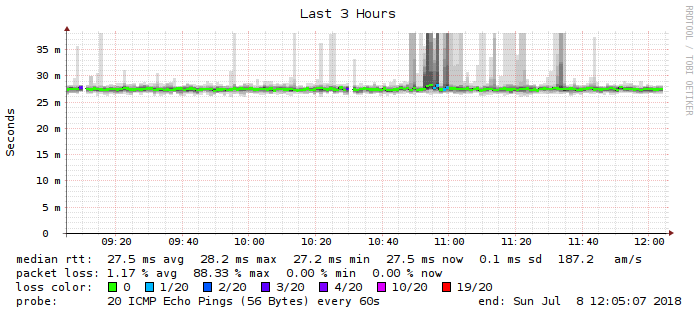 Last 3 Hours
RRDTOOL / TOBI OETIKER
Seconds
35 m
30 m
25 m
20 m
15 m
10 m
5 m
0
09:20 09:40 10:00 10:20 10:40 11:00 11:20 11:40 12:00
median rtt: 27.5 ms avg 28.2 ms max 27.2 ms min 27.5 ms now 0.1 ms sd 187.2 am/s
packet loss: 1.17 % avg 88.33 % max 0.00 % min 0.00 % now
loss color: 0 1/20 2/20 3/20 4/20 10/20 19/20
probe: 20 ICMP Echo Pings (56 Bytes) every 60s end: Sun Jul 8 12:05:07 2018